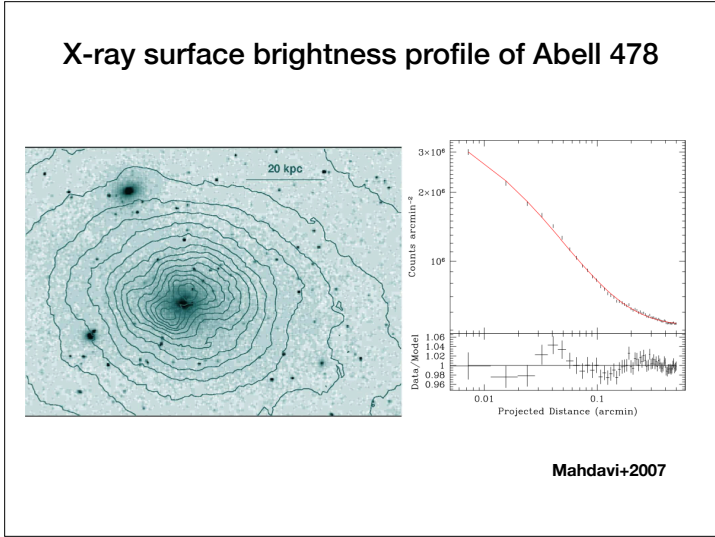 X-ray surface brightness profile of Abell 478
20 kpc
3×10⁶
2×10⁶
10⁶
Counts arcmin⁻²
1.06
1.04
1.02
1
0.98
0.96
Data/Model
0.01
0.1
Projected Distance (arcmin)
Mahdavi+2007